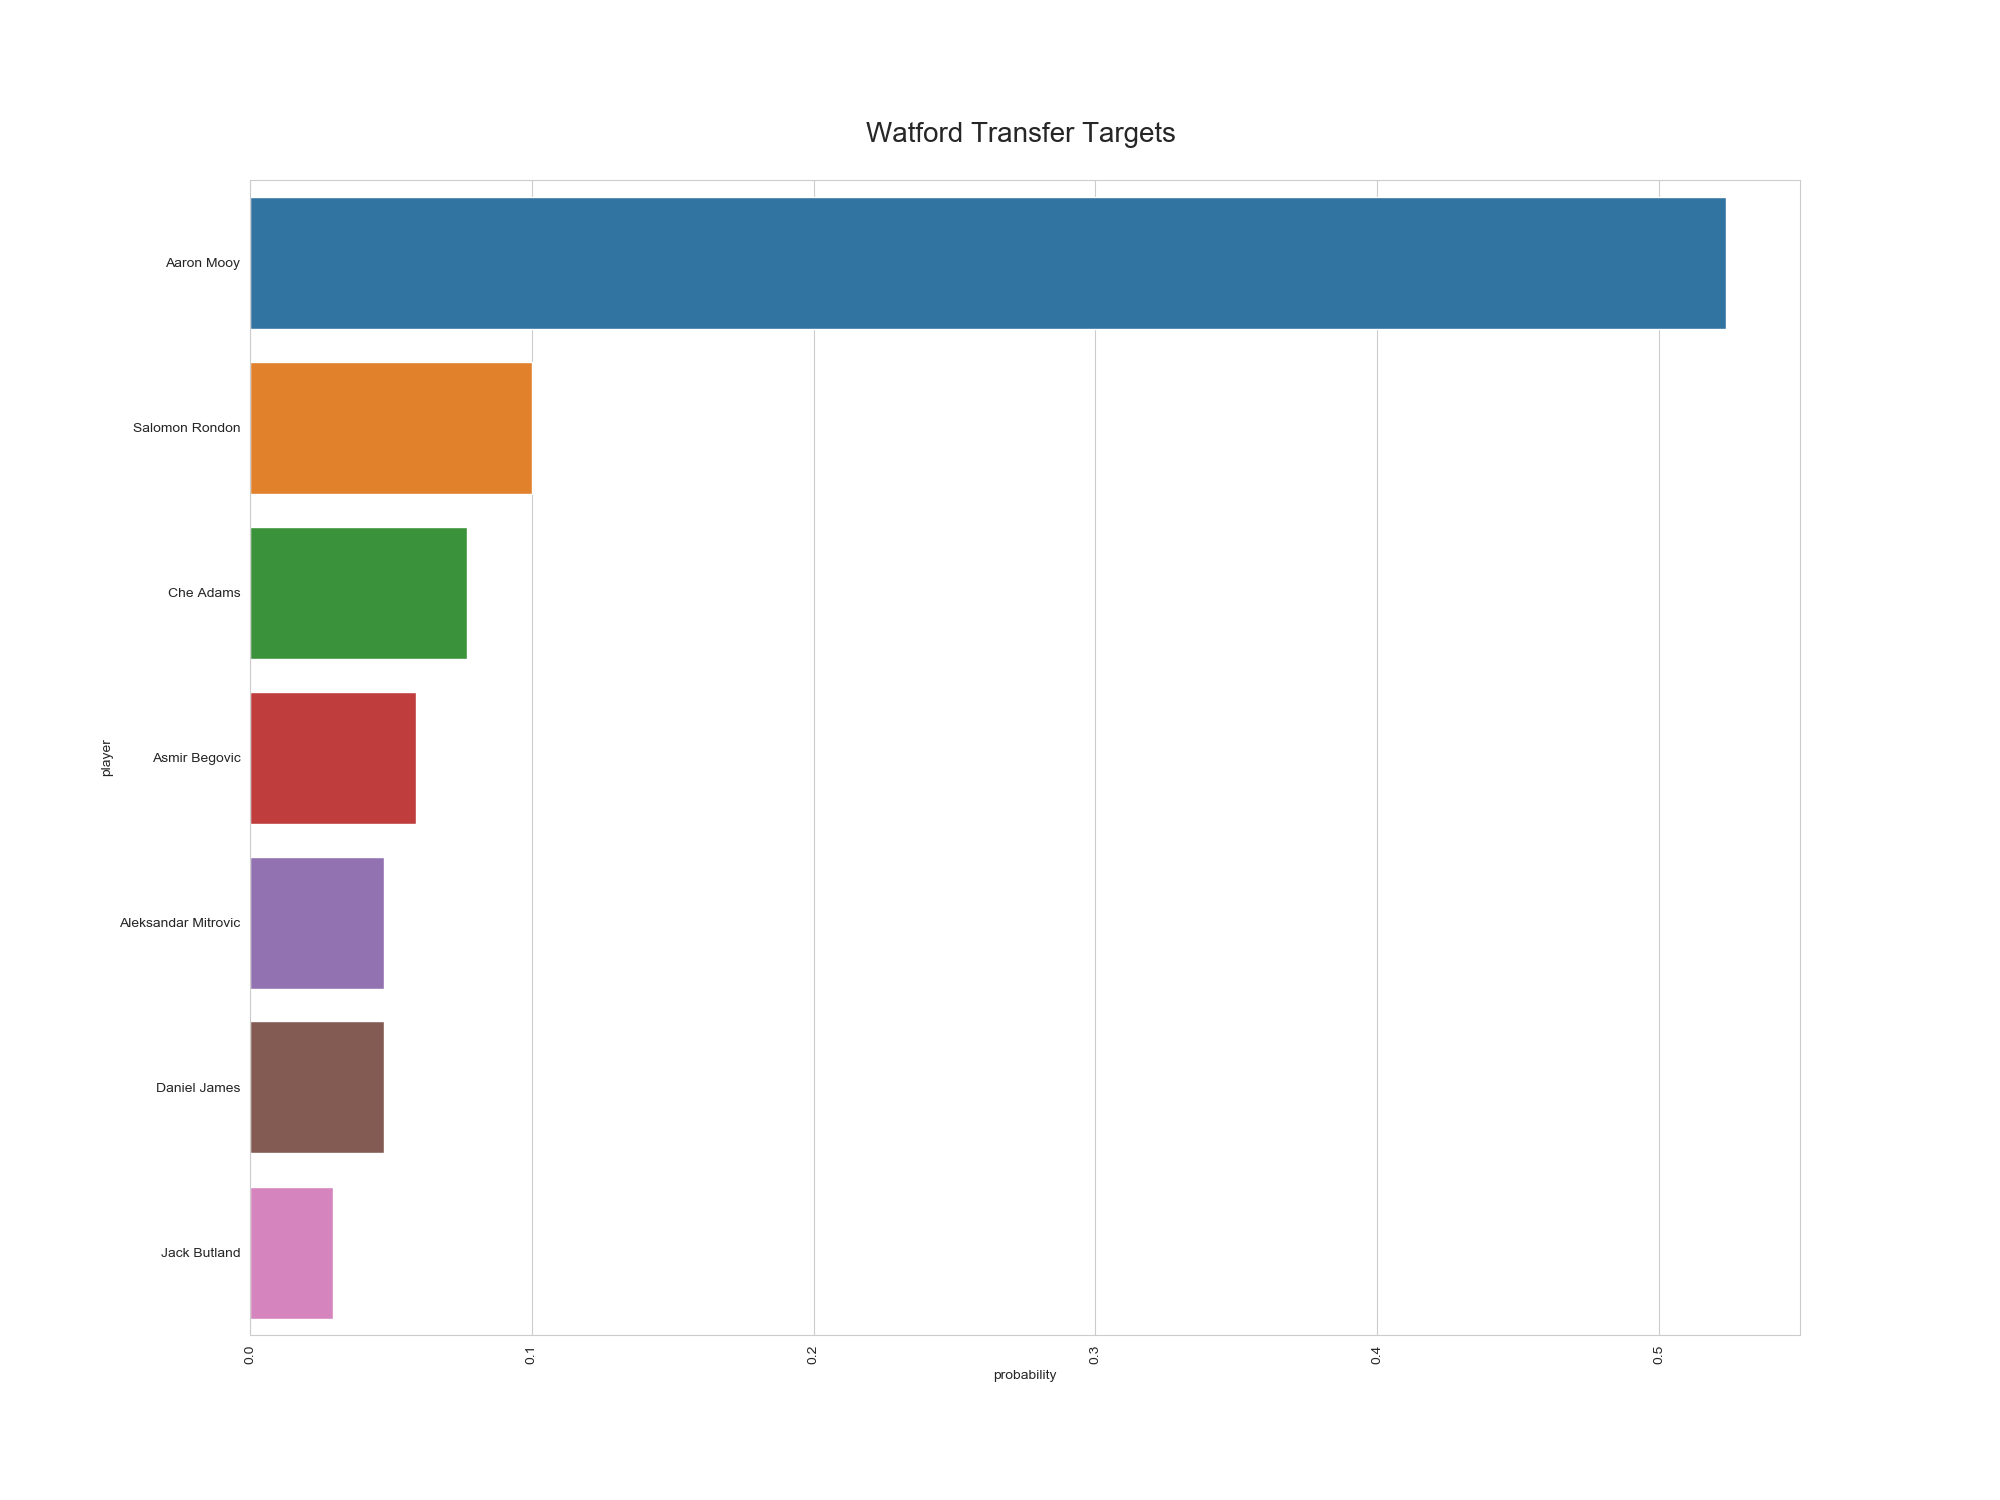 Watford Transfer Targets
Aaron Mooy
Salomon Rondon
Che Adams
Asmir Begovic
Aleksandar Mitrovic
Daniel James
Jack Butland
player
0.0
0.1
0.2
0.3
0.4
0.5
probability